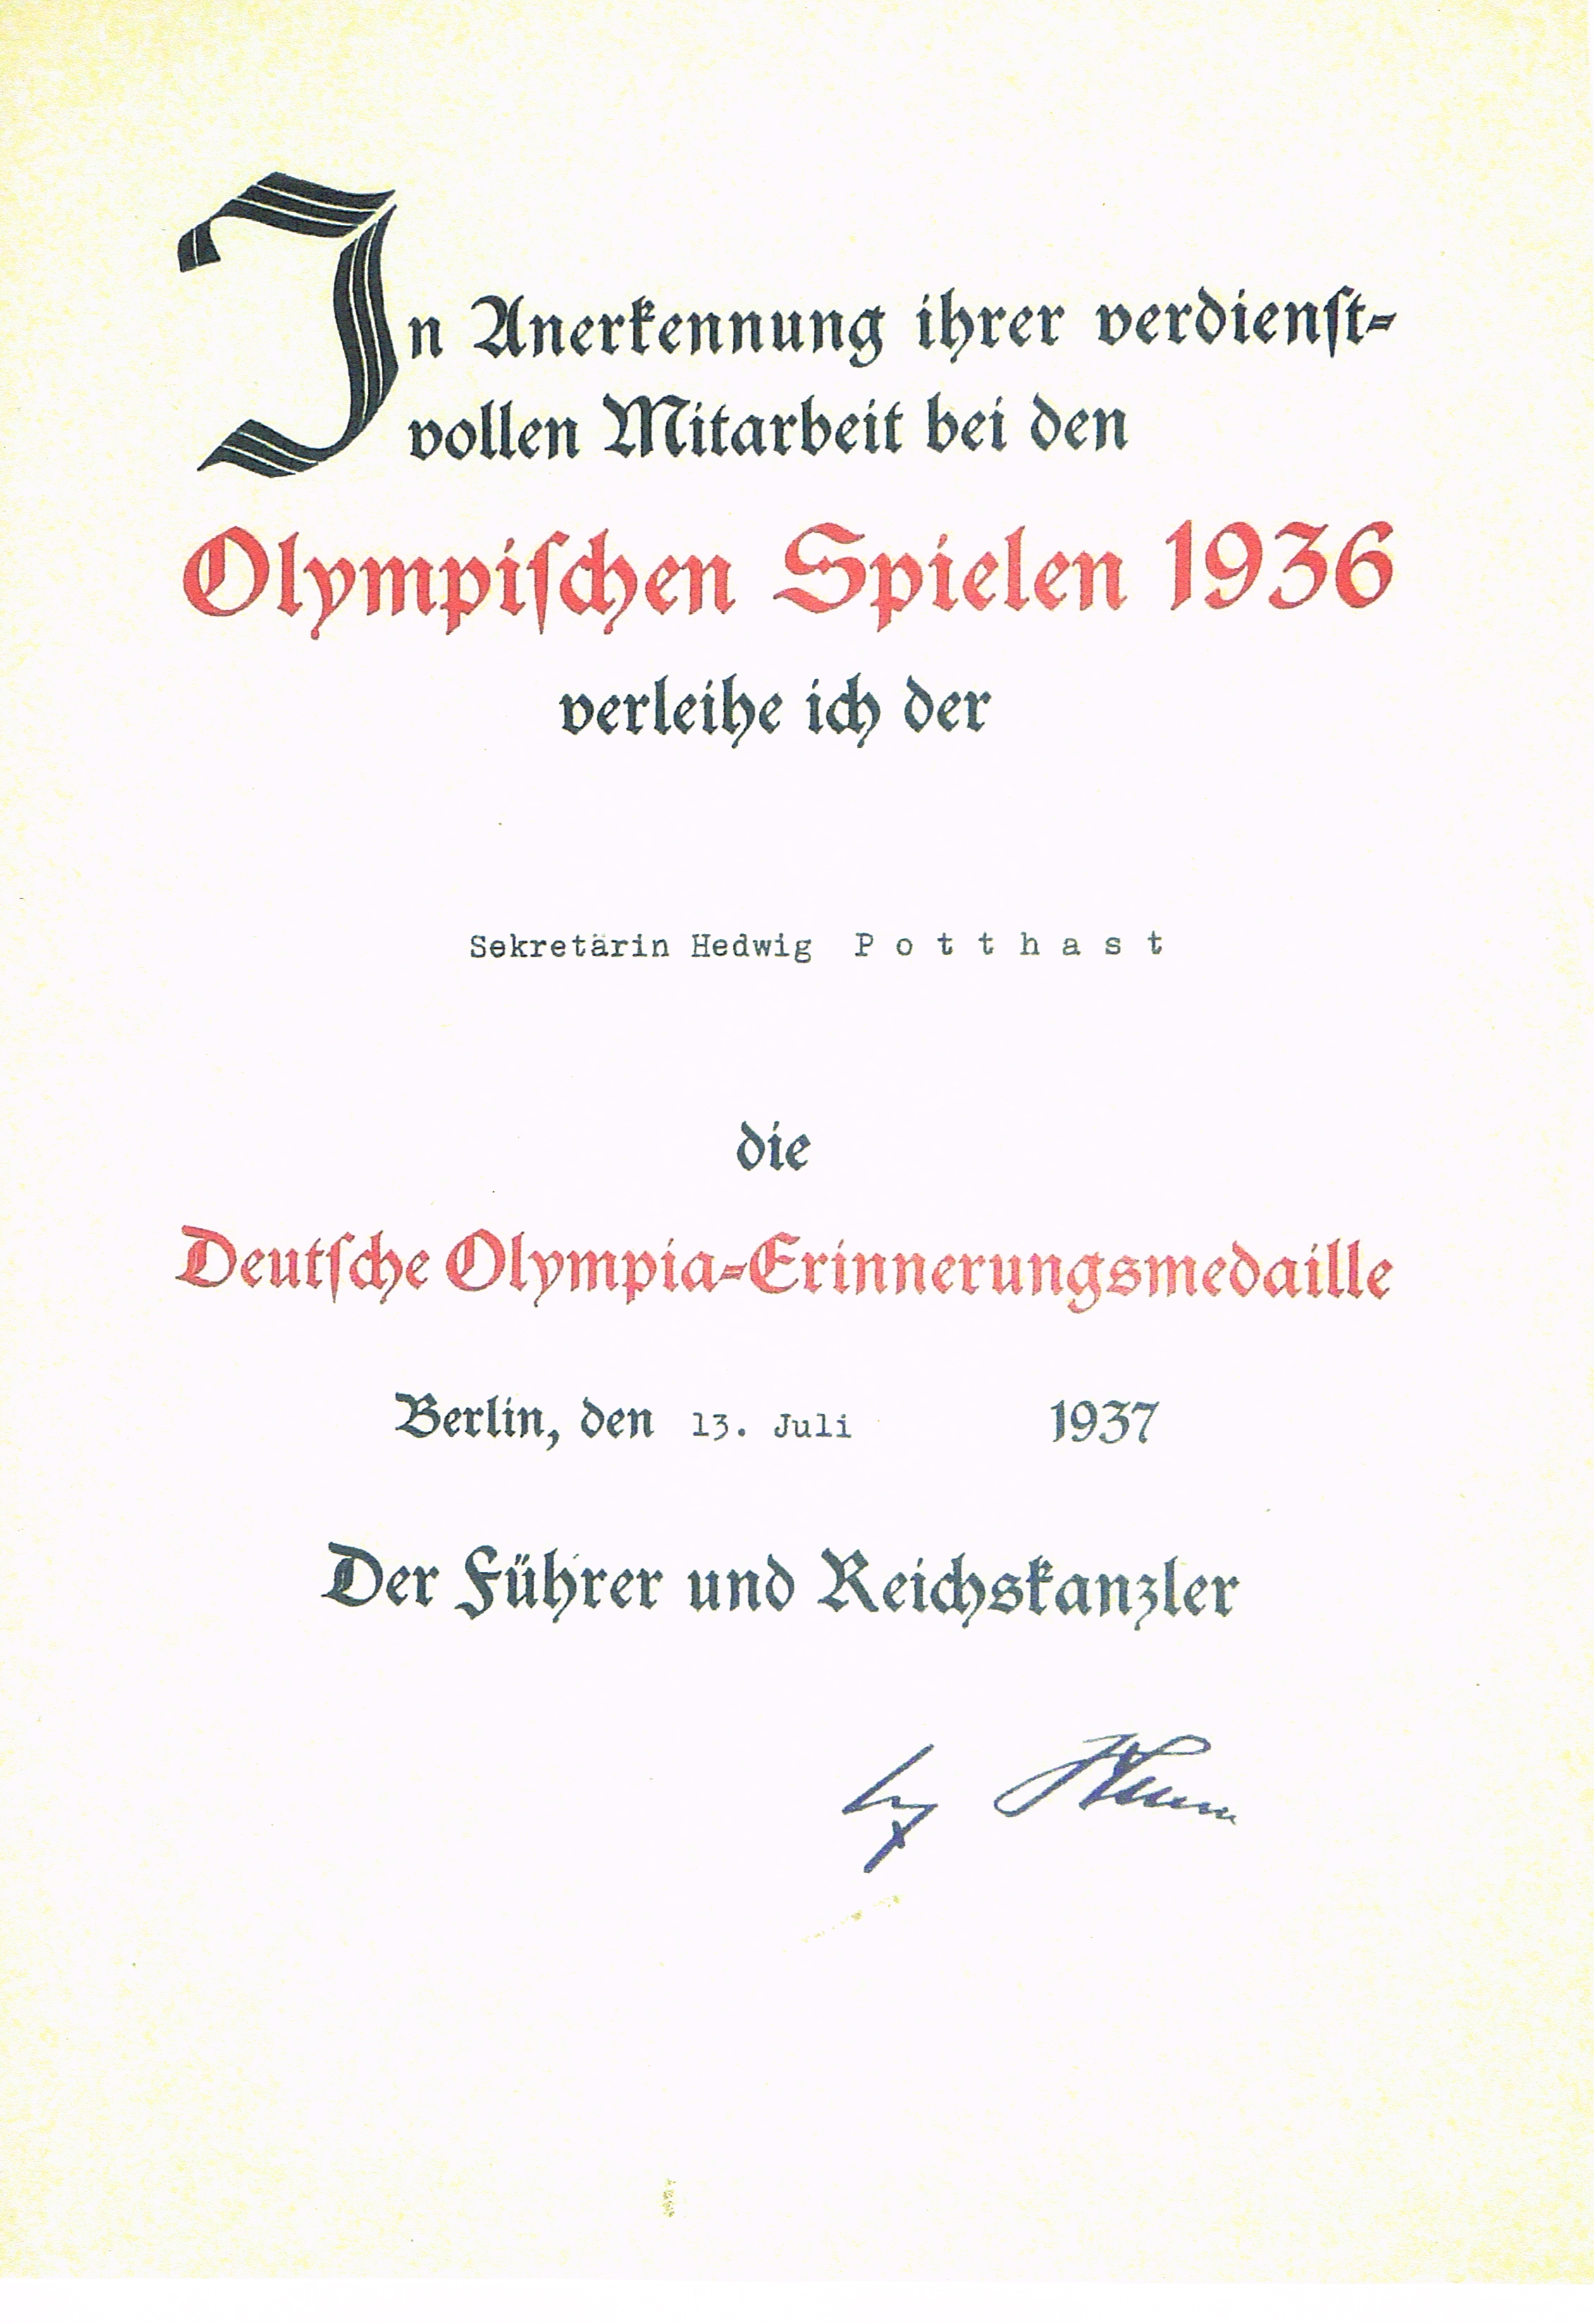 In Anerkennung ihrer verdienst-
vollen Mitarbeit bei den
Olympischen Spielen 1936
verleihe ich der
Sekretärin Hedwig Potthast
die
Deutsche Olympia-Erinnerungsmedaille
Berlin, den 13. Juli 1937
Der Führer und Reichskanzler